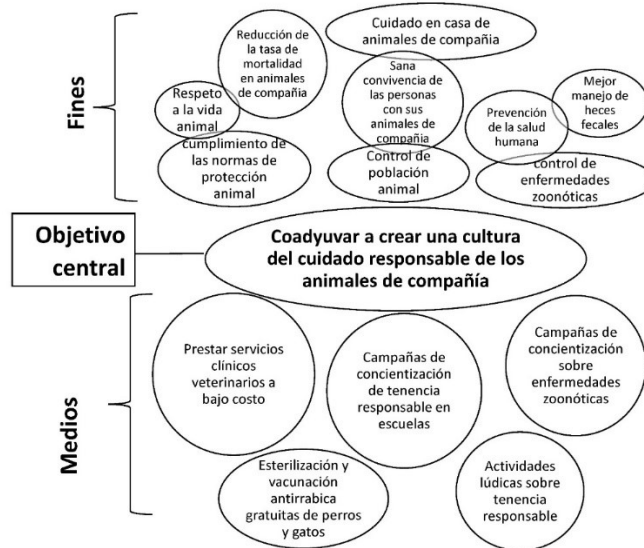 Fines
Reducción de la
tasa de
mortalidad
en animales
de compañia
Cuidado en casa de
animales de compañia
Respeto
a la vida
animal
Sana
convivencia de
las personas
con sus
animales de
compañia
Mejor
manejo de
heces
fecales
Prevención
de la salud
humana
cumplimiento de
las normas de
protección
animal
Control de
población
animal
control de
enfermedades
zoonóticas
Objetivo
central
Coadyuvar a crear una cultura
del cuidado responsable de los
animales de compañía
Medios
Prestar servicios
clínicos
veterinarios a
bajo costo
Campañas de
concientización
de tenencia
responsable en
escuelas
Campañas de
concientización
sobre
enfermedades
zoonóticas
Esterilización y
vacunación
antirrabica
gratuitas de perros
y gatos
Actividades
lúdicas sobre
tenencia
responsable